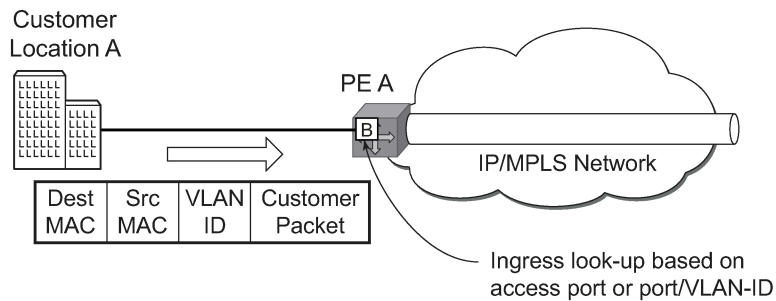 Customer
Location A
PE A
B
IP/MPLS Network
Dest MAC
Src MAC
VLAN ID
Customer Packet
Ingress look-up based on
access port or port/VLAN-ID